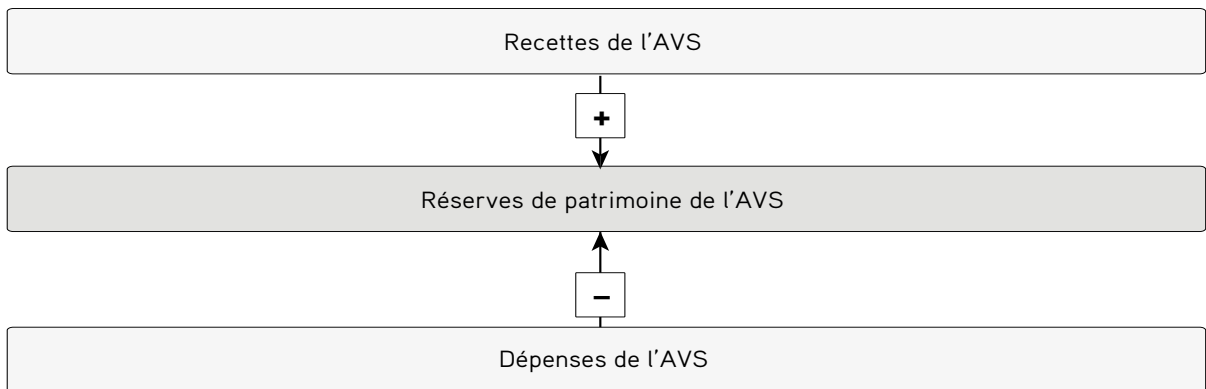 Recettes de l'AVS
+
Réserves de patrimoine de l'AVS
–
Dépenses de l'AVS